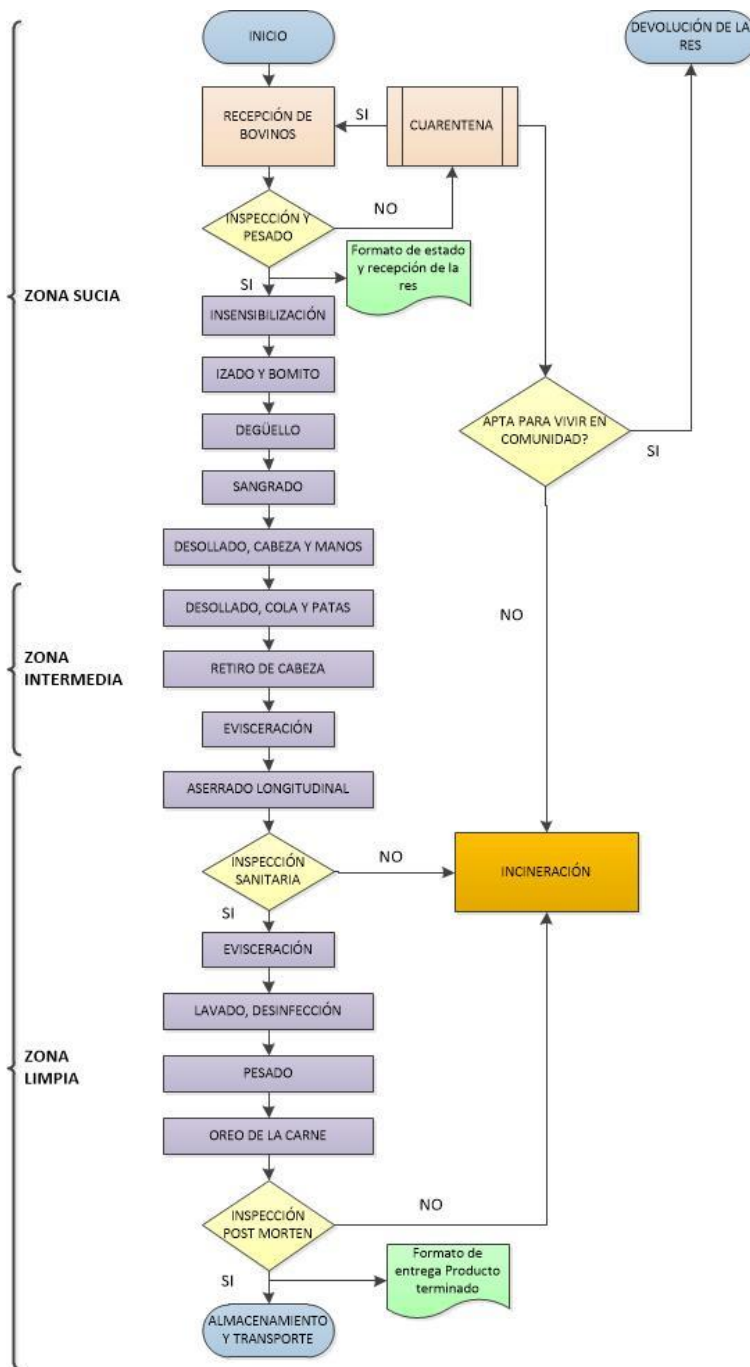 INICIO
DEVOLUCIÓN DE LA
RES
RECEPCIÓN DE
BOVINOS
SI
CUARENTENA
INSPECCIÓN Y
PESADO
NO
Formato de estado
y recepción de la
res
SI
ZONA SUCIA
INSENSIBILIZACIÓN
IZADO Y BOMITO
APTA PARA VIVIR EN
COMUNIDAD?
SI
DEGÜELLO
SANGRADO
DESOLLADO, CABEZA Y MANOS
DESOLLADO, COLA Y PATAS
NO
ZONA
INTERMEDIA
RETIRO DE CABEZA
EVISCERACIÓN
ASERRADO LONGITUDINAL
INSPECCIÓN
SANITARIA
NO
INCINERACIÓN
SI
EVISCERACIÓN
LAVADO, DESINFECCIÓN
ZONA
LIMPIA
PESADO
OREO DE LA CARNE
INSPECCIÓN
POST MORTEN
NO
Formato de
entrega Producto
terminado
SI
ALMACENAMIENTO
Y TRANSPORTE